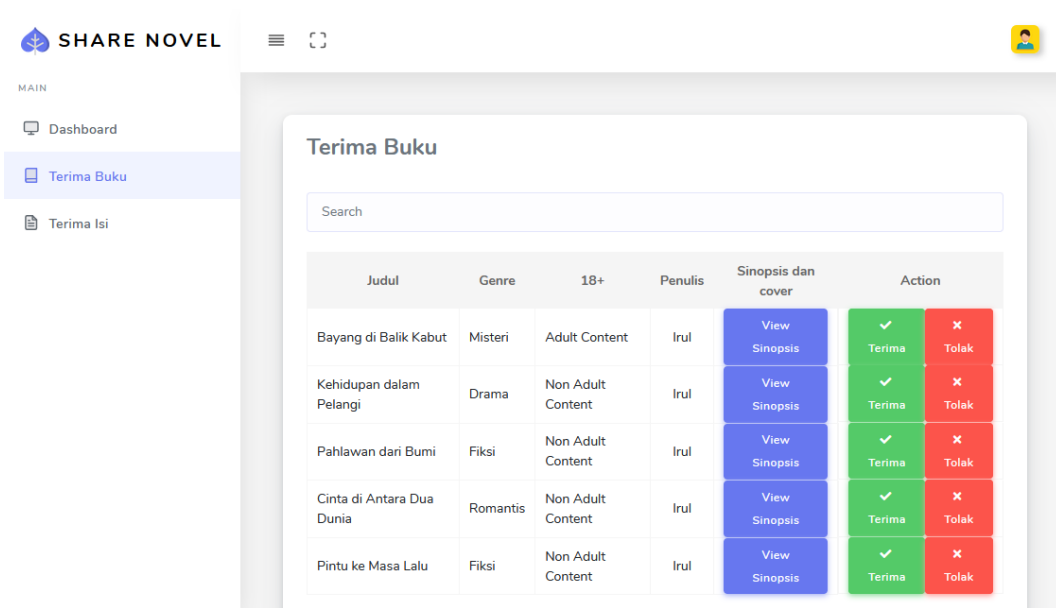 SHARE NOVEL
MAIN
Dashboard
Terima Buku
Terima Isi
Terima Buku
Search
Judul Genre 18+ Penulis Sinopsis dan cover Action
Bayang di Balik Kabut Misteri Adult Content Irul View Sinopsis Terima Tolak
Kehidupan dalam Pelangi Drama Non Adult Content Irul View Sinopsis Terima Tolak
Pahlawan dari Bumi Fiksi Non Adult Content Irul View Sinopsis Terima Tolak
Cinta di Antara Dua Dunia Romantis Non Adult Content Irul View Sinopsis Terima Tolak
Pintu ke Masa Lalu Fiksi Non Adult Content Irul View Sinopsis Terima Tolak